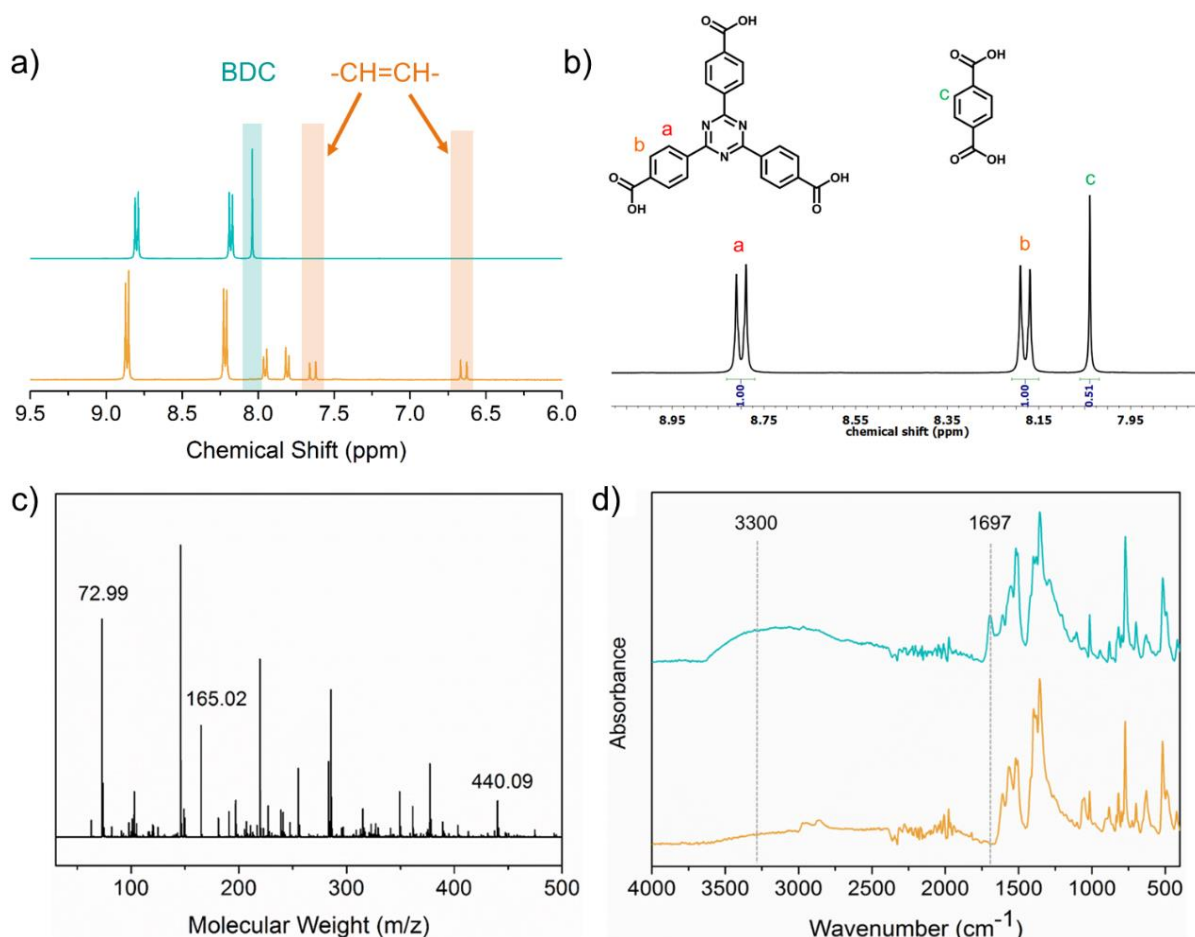 a)
BDC
-CH=CH-
9.5 9.0 8.5 8.0 7.5 7.0 6.5 6.0
Chemical Shift (ppm)
b)
O OH
N N
N
a
b
O OH
O OH
O OH
c
O OH
a
b
c
1.00 1.00 0.51
8.95 8.75 8.55 8.35 8.15 7.95
chemical shift (ppm)
c)
72.99
165.02
440.09
100 200 300 400 500
Molecular Weight (m/z)
d)
3300 1697
Absorbance
4000 3500 3000 2500 2000 1500 1000 500
Wavenumber (cm⁻¹)